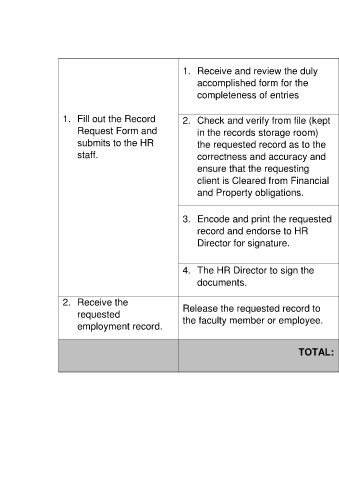 1. Fill out the Record
Request Form and
submits to the HR
staff.
1. Receive and review the duly
accomplished form for the
completeness of entries
2. Check and verify from file (kept
in the records storage room)
the requested record as to the
correctness and accuracy and
ensure that the requesting
client is Cleared from Financial
and Property obligations.
3. Encode and print the requested
record and endorse to HR
Director for signature.
4. The HR Director to sign the
documents.
2. Receive the
requested
employment record.
Release the requested record to
the faculty member or employee.
TOTAL: